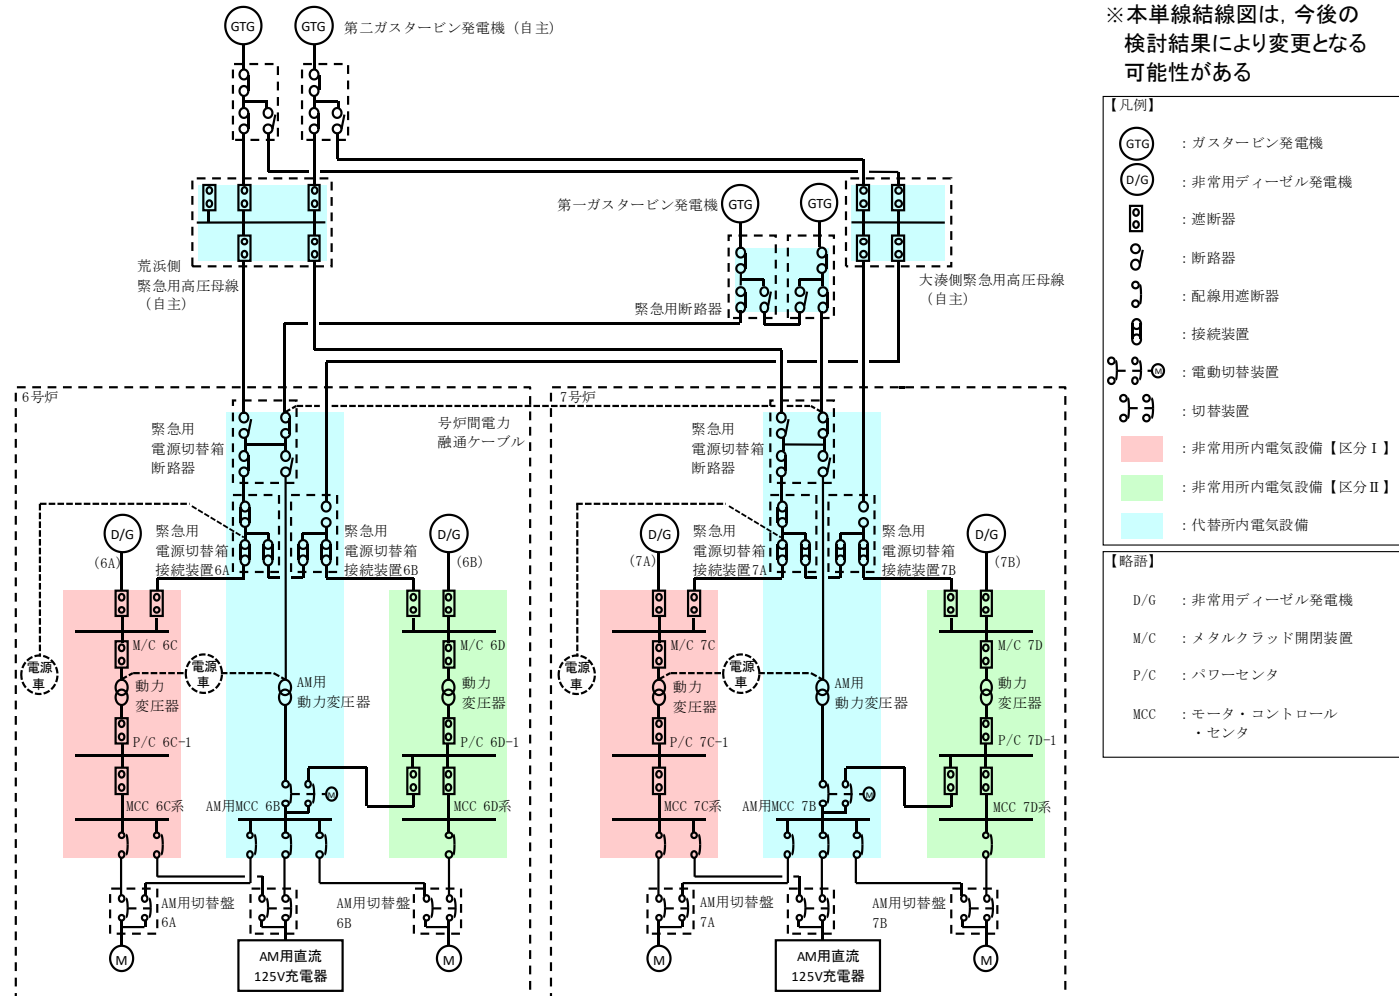 GTG
GTG
第二ガスタービン発電機（自主）
※本単線結線図は, 今後の
検討結果により変更となる
可能性がある
【凡例】
GTG
：ガスタービン発電機
D/G
：非常用ディーゼル発電機
：遮断器
：断路器
：配線用遮断器
：接続装置
M
：電動切替装置
：切替装置
：非常用所内電気設備【区分Ⅰ】
：非常用所内電気設備【区分Ⅱ】
：代替所内電気設備
【略語】
D/G ：非常用ディーゼル発電機
M/C ：メタルクラッド開閉装置
P/C ：パワーセンタ
MCC ：モータ・コントロール
・センタ
第一ガスタービン発電機
GTG
GTG
荒浜側
緊急用高圧母線
（自主）
緊急用断路器
大湊側緊急用高圧母線
（自主）
6号炉
緊急用
電源切替箱
断路器
号炉間電力
融通ケーブル
D/G
(6A)
緊急用
電源切替箱
接続装置6A
緊急用
電源切替箱
接続装置6B
D/G
(6B)
M/C 6C
M/C 6D
電源
車
動力
変圧器
電源
車
AM用
動力変圧器
動力
変圧器
P/C 6C-1
P/C 6D-1
M
MCC 6C系
AM用MCC 6B
MCC 6D系
AM用切替盤
6A
AM用切替盤
6B
M
AM用直流
125V充電器
M
7号炉
緊急用
電源切替箱
断路器
D/G
(7A)
緊急用
電源切替箱
接続装置7A
緊急用
電源切替箱
接続装置7B
D/G
(7B)
M/C 7C
M/C 7D
電源
車
動力
変圧器
電源
車
AM用
動力変圧器
動力
変圧器
P/C 7C-1
P/C 7D-1
M
MCC 7C系
AM用MCC 7B
MCC 7D系
AM用切替盤
7A
AM用切替盤
7B
M
AM用直流
125V充電器
M